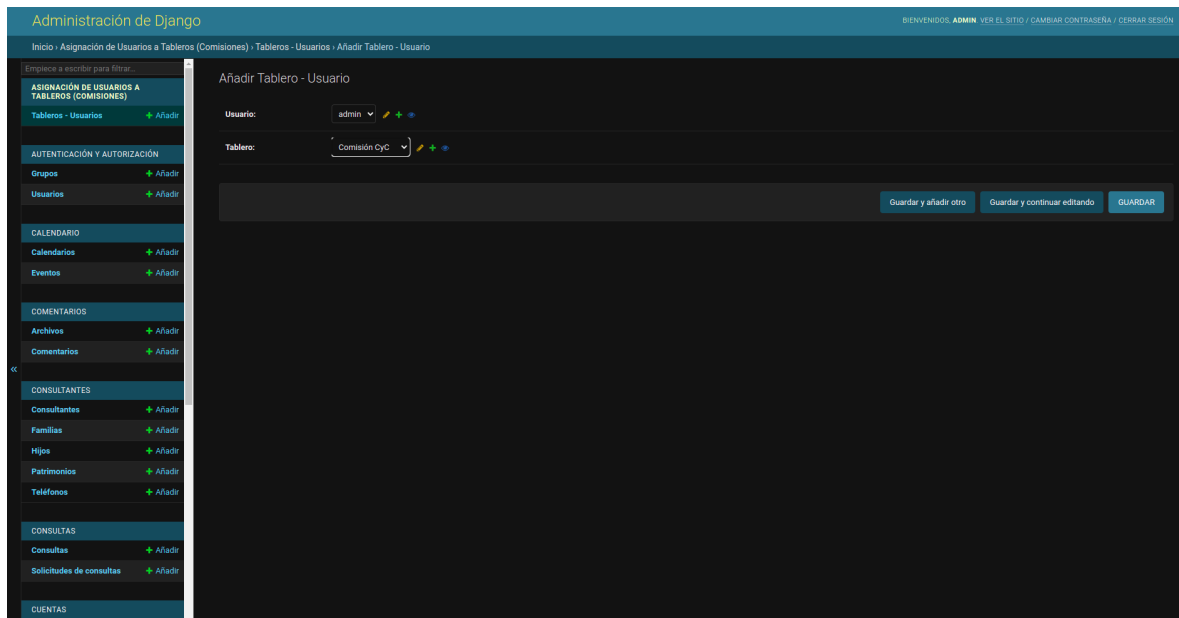 Administración de Django
BIENVENIDOS, ADMIN. VER EL SITIO / CAMBIAR CONTRASEÑA / CERRAR SESIÓN
Inicio › Asignación de Usuarios a Tableros (Comisiones) › Tableros - Usuarios › Añadir Tablero - Usuario
Empiece a escribir para filtrar...
ASIGNACIÓN DE USUARIOS A
TABLEROS (COMISIONES)
Tableros - Usuarios + Añadir
AUTENTICACIÓN Y AUTORIZACIÓN
Grupos + Añadir
Usuarios + Añadir
CALENDARIO
Calendarios + Añadir
Eventos + Añadir
COMENTARIOS
Archivos + Añadir
Comentarios + Añadir
«
CONSULTANTES
Consultantes + Añadir
Familias + Añadir
Hijos + Añadir
Patrimonios + Añadir
Teléfonos + Añadir
CONSULTAS
Consultas + Añadir
Solicitudes de consultas + Añadir
CUENTAS
Añadir Tablero - Usuario
Usuario: admin
Tablero: Comisión CyC
Guardar y añadir otro Guardar y continuar editando GUARDAR